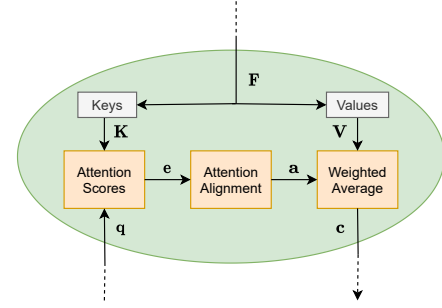 F
Keys
Values
K
V
Attention
Scores
e
Attention
Alignment
a
Weighted
Average
q
c